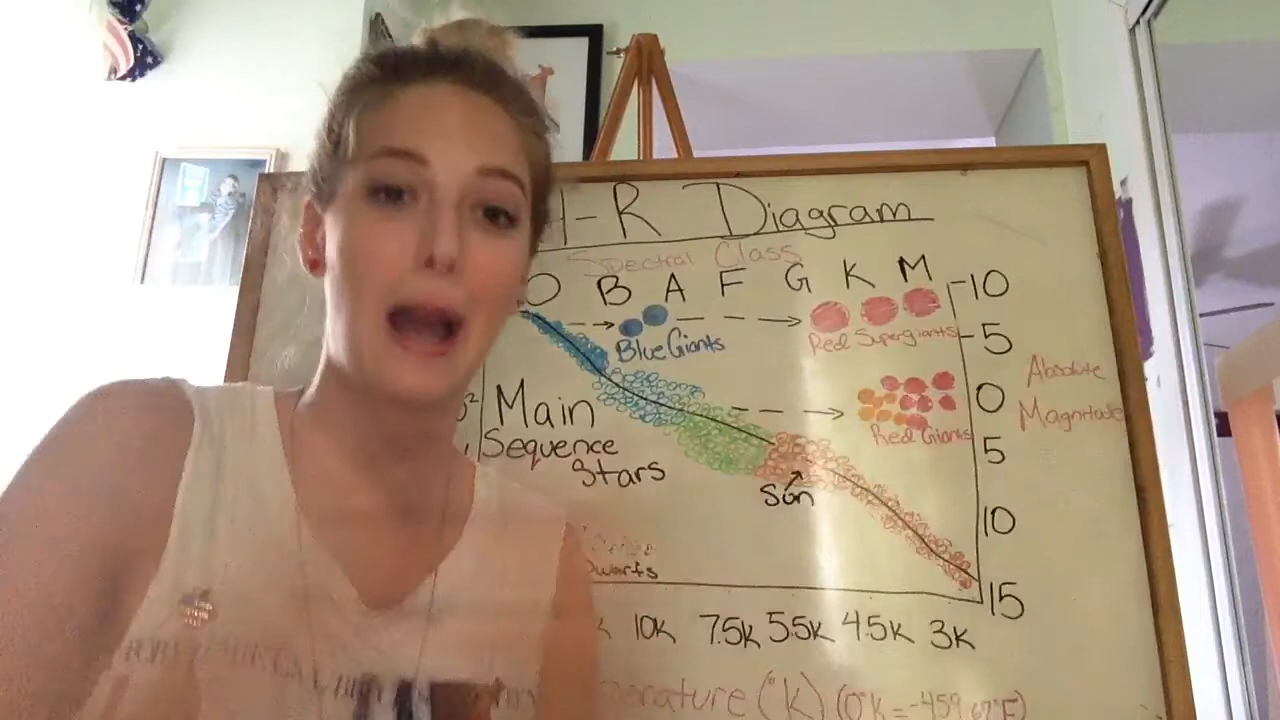 H-R Diagram
Spectral Class
O B A F G K M
-10
Blue Giants
Red Supergiants
-5
Absolute
Magnitude
0
Main
Sequence
Stars
Red Giants
5
Sun
10
Dwarfs
15
10K 7.5K 5.5K 4.5K 3K
(°K) (0°K = -459.67°F)